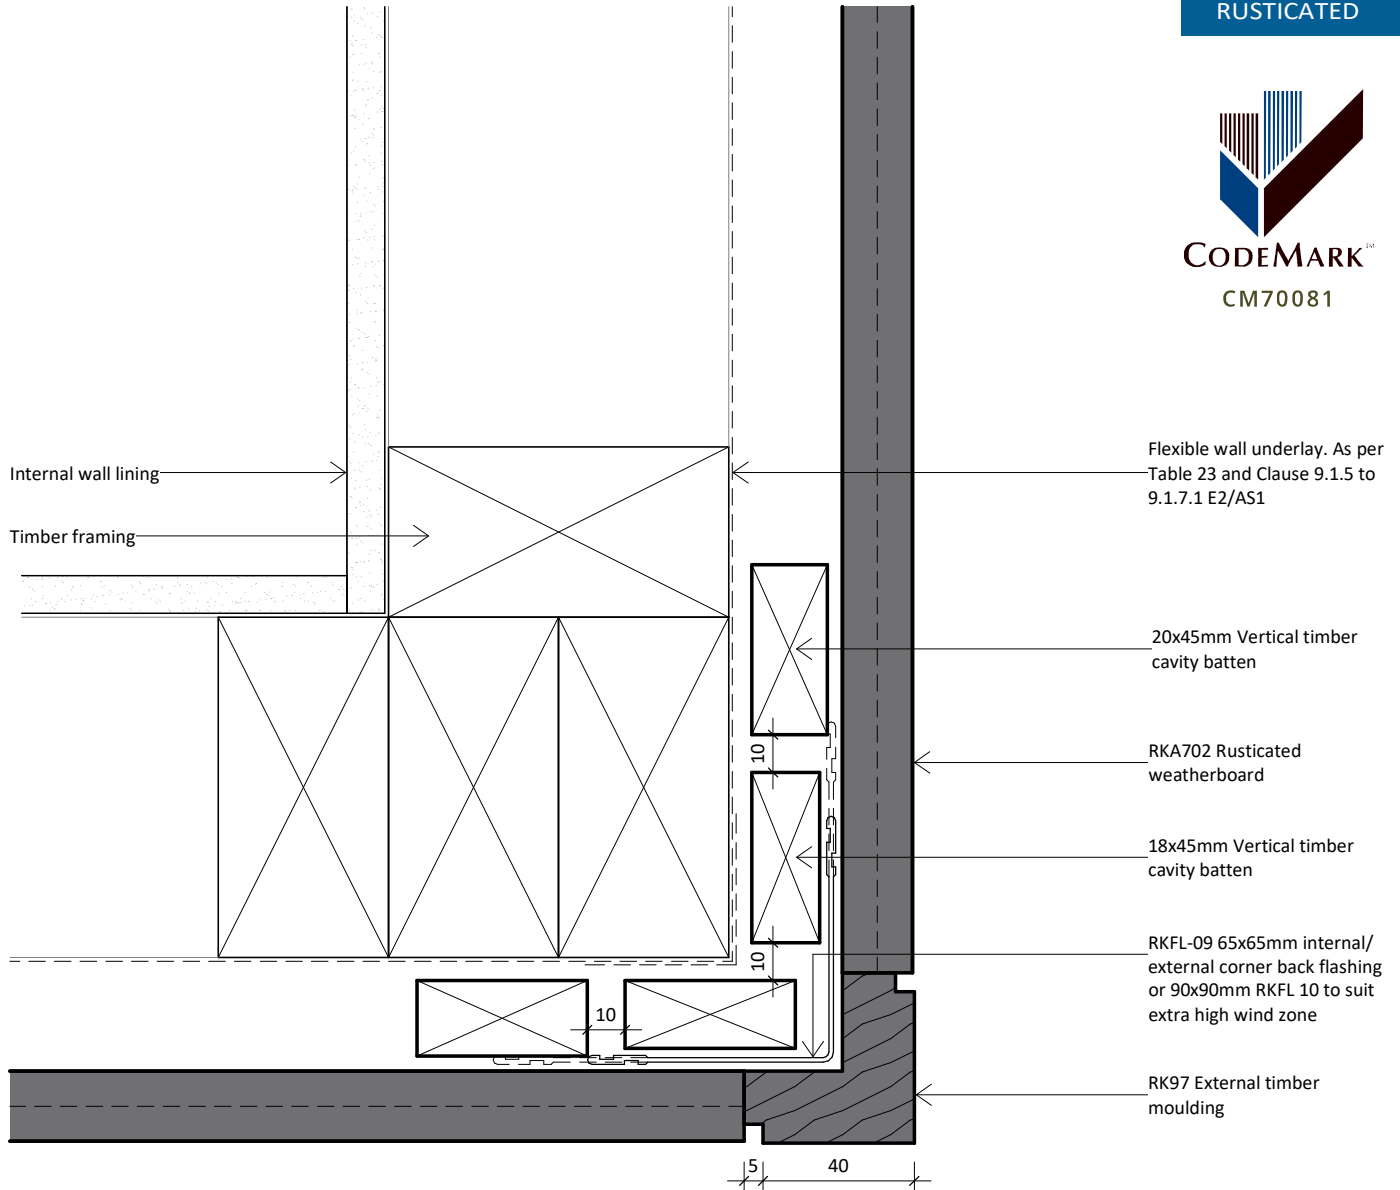 RUSTICATED
CODEMARK™
CM70081
Internal wall lining
Timber framing
Flexible wall underlay. As per
Table 23 and Clause 9.1.5 to
9.1.7.1 E2/AS1
20x45mm Vertical timber
cavity batten
10
RKA702 Rusticated
weatherboard
18x45mm Vertical timber
cavity batten
RKFL-09 65x65mm internal/
external corner back flashing
or 90x90mm RKFL 10 to suit
extra high wind zone
10
10
RK97 External timber
moulding
5
40